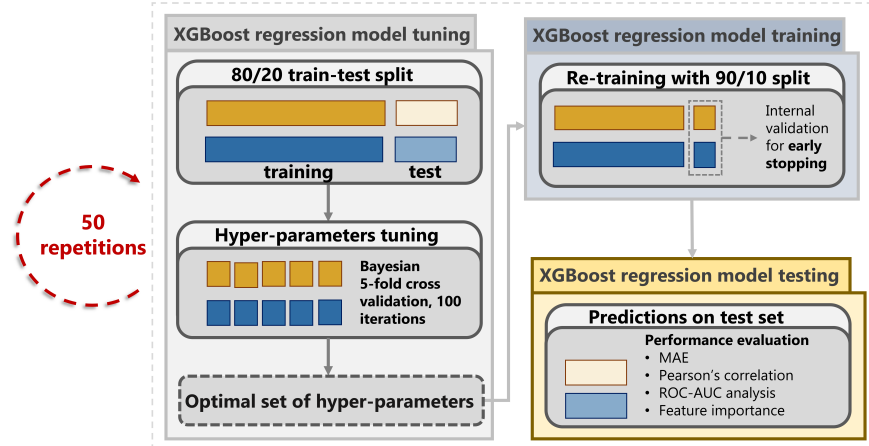 50
repetitions
XGBoost regression model tuning
80/20 train-test split
training
test
Hyper-parameters tuning
Bayesian
5-fold cross
validation, 100
iterations
Optimal set of hyper-parameters
XGBoost regression model training
Re-training with 90/10 split
Internal
validation
for early
stopping
XGBoost regression model testing
Predictions on test set
Performance evaluation
• MAE
• Pearson's correlation
• ROC-AUC analysis
• Feature importance